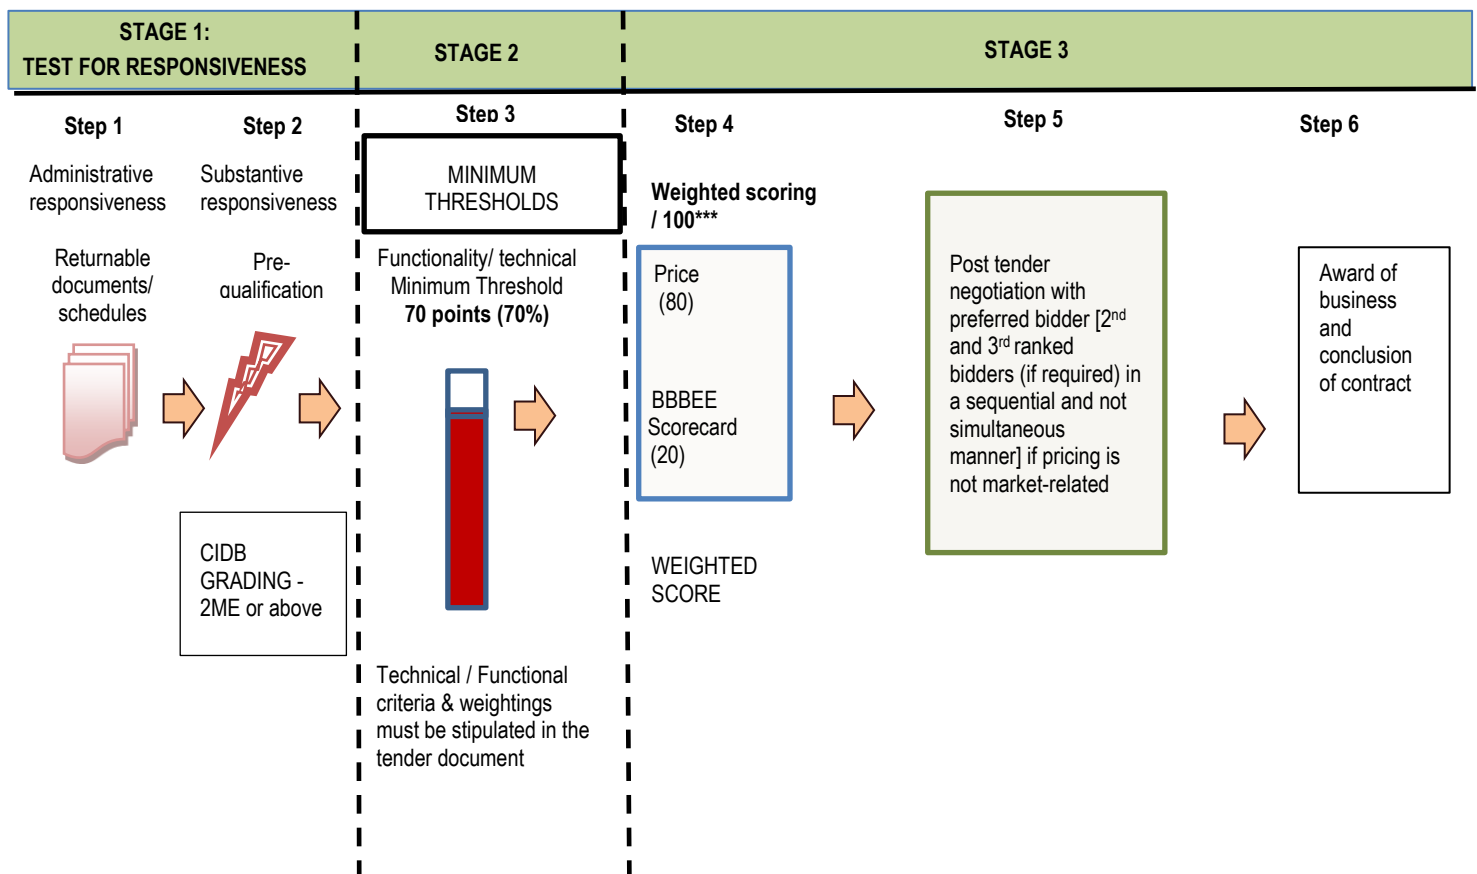 STAGE 1:
TEST FOR RESPONSIVENESS
STAGE 2
STAGE 3
Step 1
Step 2
Step 3
Step 4
Step 5
Step 6
Administrative
responsiveness
Returnable
documents/
schedules
Substantive
responsiveness
Pre-
qualification
CIDB
GRADING -
2ME or above
MINIMUM
THRESHOLDS
Functionality/ technical
Minimum Threshold
70 points (70%)
Technical / Functional
criteria & weightings
must be stipulated in the
tender document
Weighted scoring
/ 100***
Price
(80)
BBBEE
Scorecard
(20)
WEIGHTED
SCORE
Post tender
negotiation with
preferred bidder [2nd
and 3rd ranked
bidders (if required) in
a sequential and not
simultaneous
manner] if pricing is
not market-related
Award of
business
and
conclusion
of contract